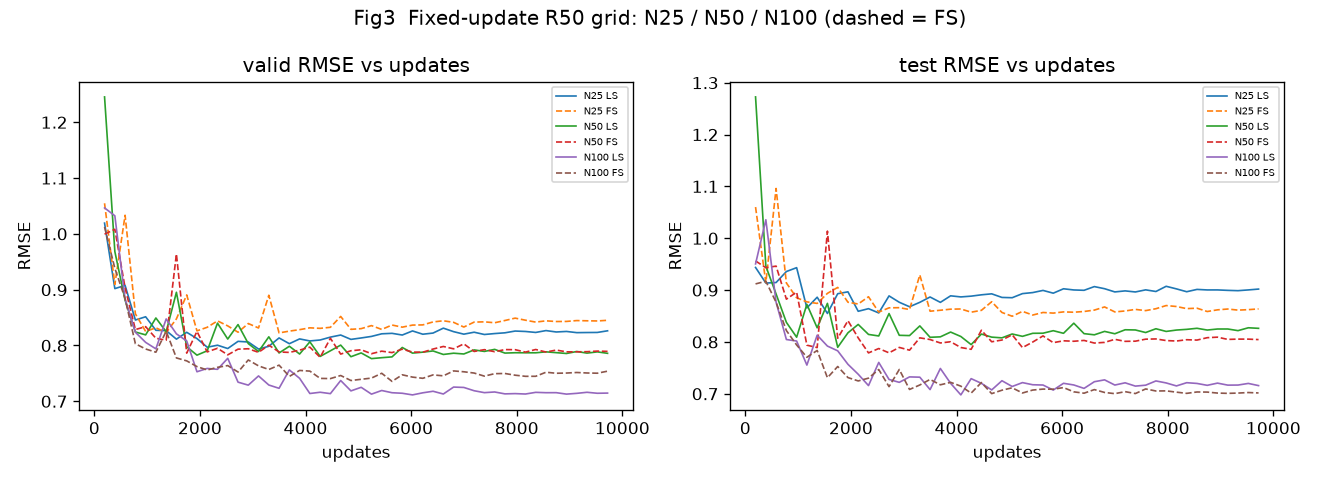 Fig3  Fixed-update R50 grid: N25 / N50 / N100 (dashed = FS)
valid RMSE vs updates
RMSE
1.2
1.1
1.0
0.9
0.8
0.7
0
2000
4000
6000
8000
10000
updates
N25 LS
N25 FS
N50 LS
N50 FS
N100 LS
N100 FS
test RMSE vs updates
RMSE
1.3
1.2
1.1
1.0
0.9
0.8
0.7
0
2000
4000
6000
8000
10000
updates
N25 LS
N25 FS
N50 LS
N50 FS
N100 LS
N100 FS